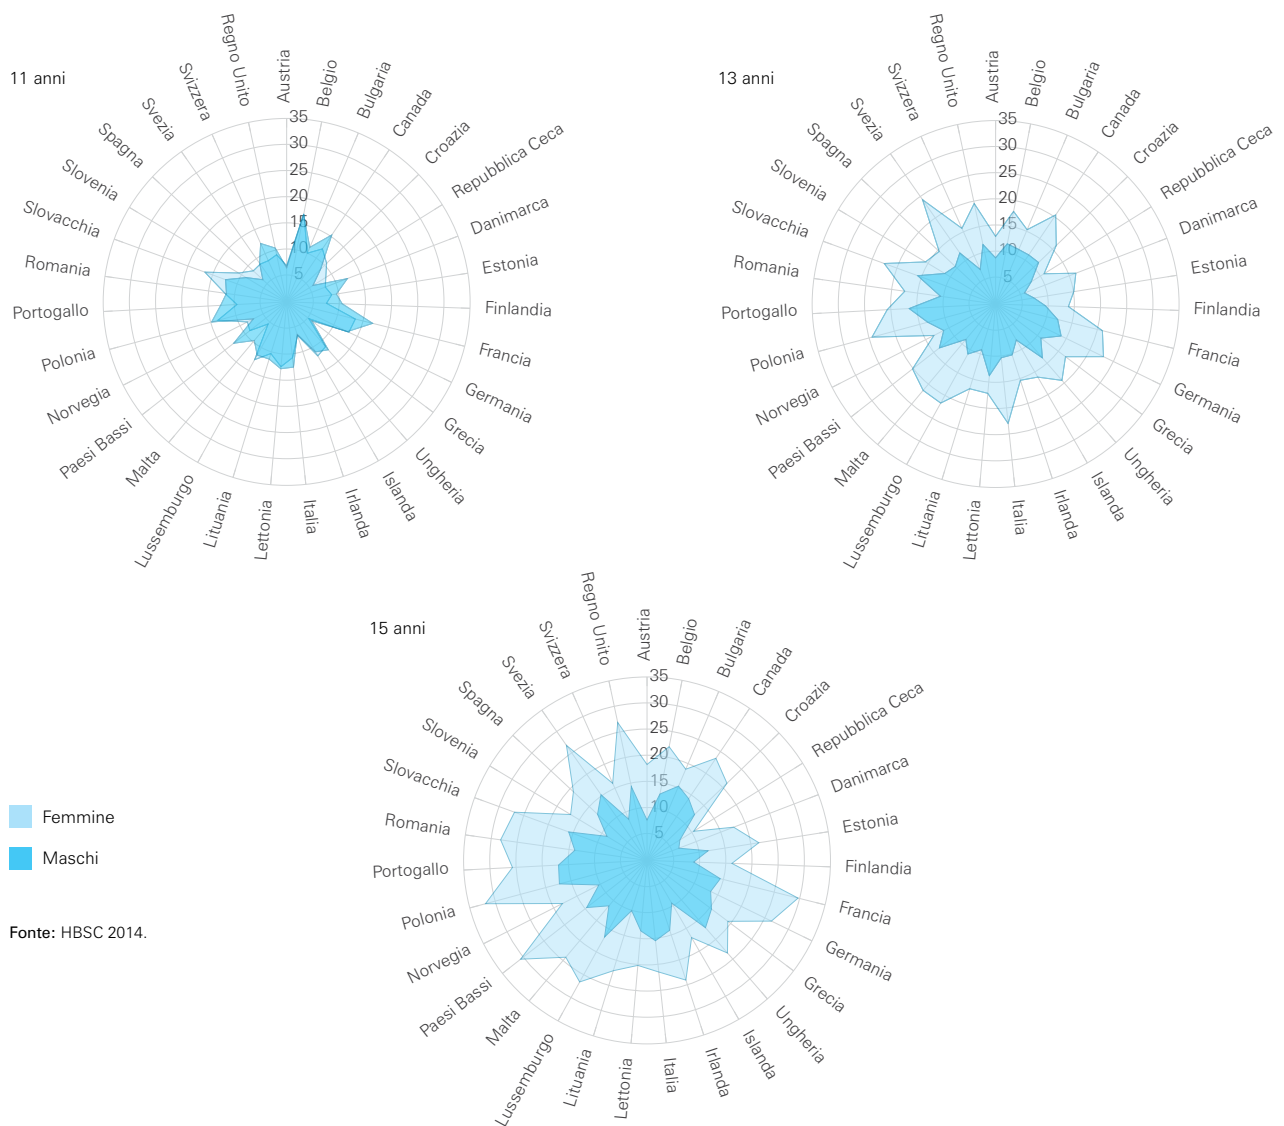 11 anni
Austria
Belgio
Bulgaria
Canada
Croazia
Repubblica Ceca
Danimarca
Estonia
Finlandia
Francia
Germania
Grecia
Ungheria
Islanda
Irlanda
Italia
Lettonia
Lituania
Lussemburgo
Malta
Paesi Bassi
Norvegia
Polonia
Portogallo
Romania
Slovacchia
Slovenia
Spagna
Svezia
Svizzera
Regno Unito
35
30
25
20
15
10
5
13 anni
Austria
Belgio
Bulgaria
Canada
Croazia
Repubblica Ceca
Danimarca
Estonia
Finlandia
Francia
Germania
Grecia
Ungheria
Islanda
Irlanda
Italia
Lettonia
Lituania
Lussemburgo
Malta
Paesi Bassi
Norvegia
Polonia
Portogallo
Romania
Slovacchia
Slovenia
Spagna
Svezia
Svizzera
Regno Unito
35
30
25
20
15
10
5
15 anni
Austria
Belgio
Bulgaria
Canada
Croazia
Repubblica Ceca
Danimarca
Estonia
Finlandia
Francia
Germania
Grecia
Ungheria
Islanda
Irlanda
Italia
Lettonia
Lituania
Lussemburgo
Malta
Paesi Bassi
Norvegia
Polonia
Portogallo
Romania
Slovacchia
Slovenia
Spagna
Svezia
Svizzera
Regno Unito
35
30
25
20
15
10
5
Femmine
Maschi
Fonte: HBSC 2014.